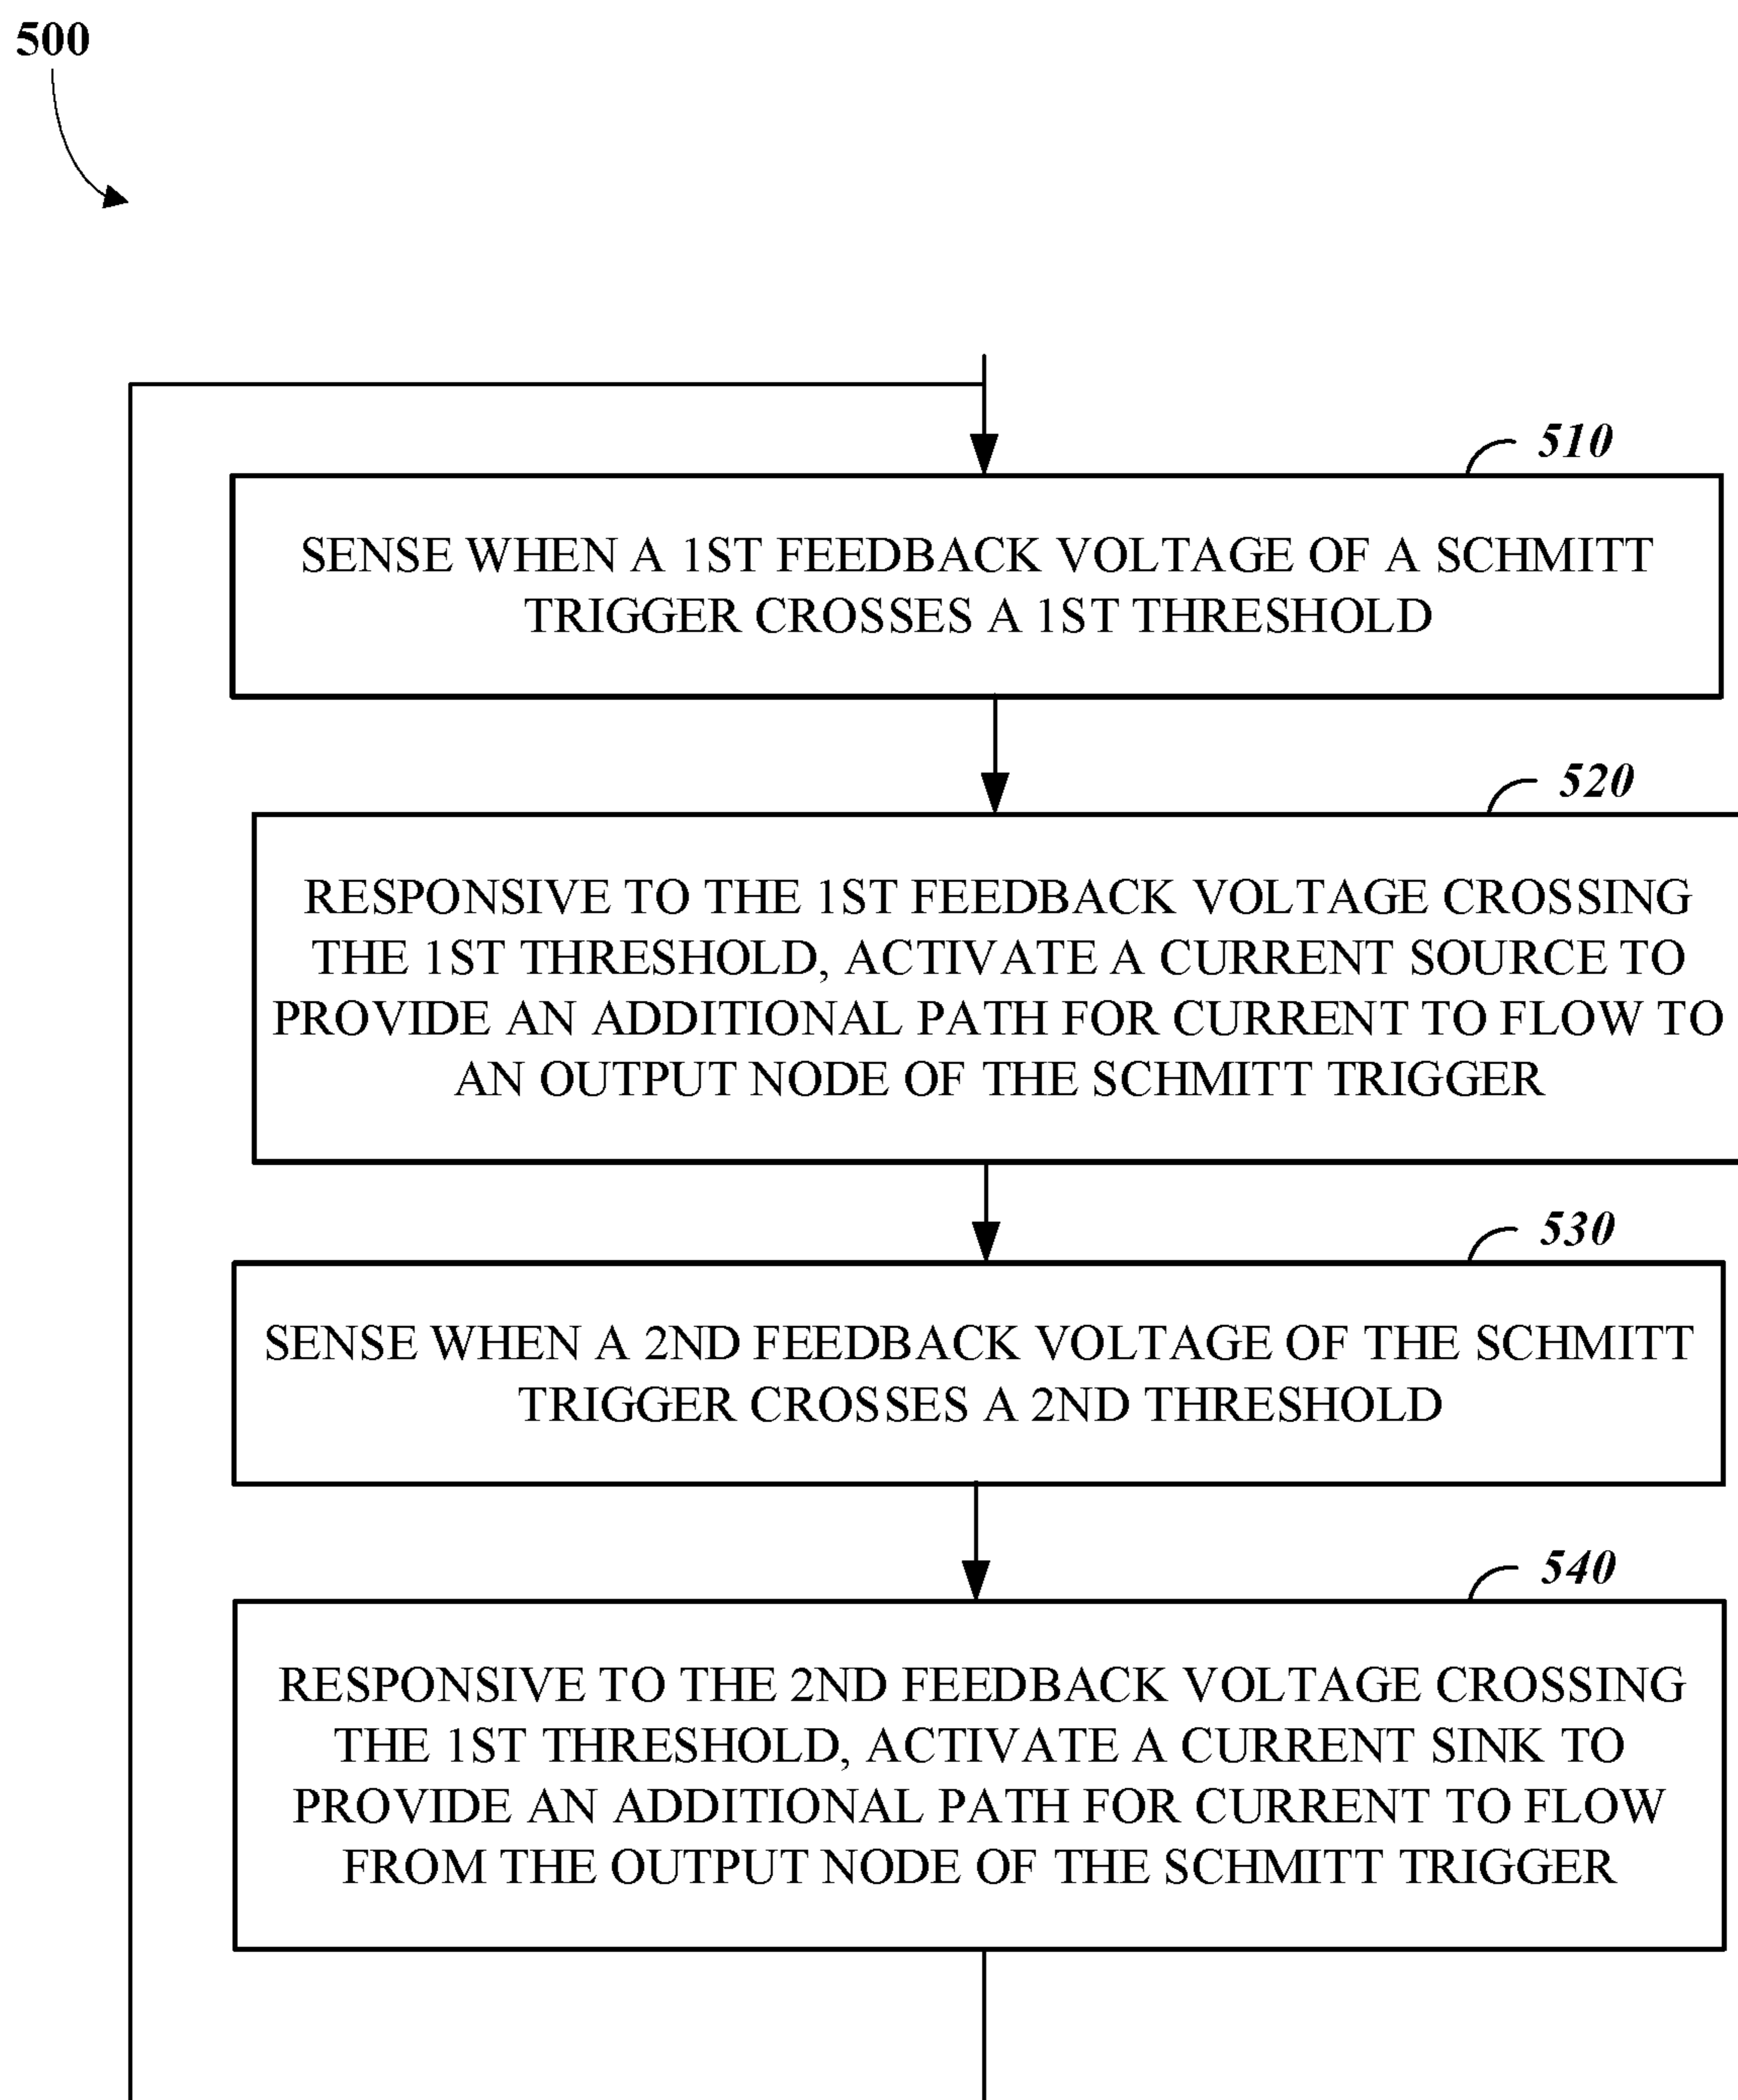 500
510
SENSE WHEN A 1ST FEEDBACK VOLTAGE OF A SCHMITT
TRIGGER CROSSES A 1ST THRESHOLD
520
RESPONSIVE TO THE 1ST FEEDBACK VOLTAGE CROSSING
THE 1ST THRESHOLD, ACTIVATE A CURRENT SOURCE TO
PROVIDE AN ADDITIONAL PATH FOR CURRENT TO FLOW TO
AN OUTPUT NODE OF THE SCHMITT TRIGGER
530
SENSE WHEN A 2ND FEEDBACK VOLTAGE OF THE SCHMITT
TRIGGER CROSSES A 2ND THRESHOLD
540
RESPONSIVE TO THE 2ND FEEDBACK VOLTAGE CROSSING
THE 1ST THRESHOLD, ACTIVATE A CURRENT SINK TO
PROVIDE AN ADDITIONAL PATH FOR CURRENT TO FLOW
FROM THE OUTPUT NODE OF THE SCHMITT TRIGGER